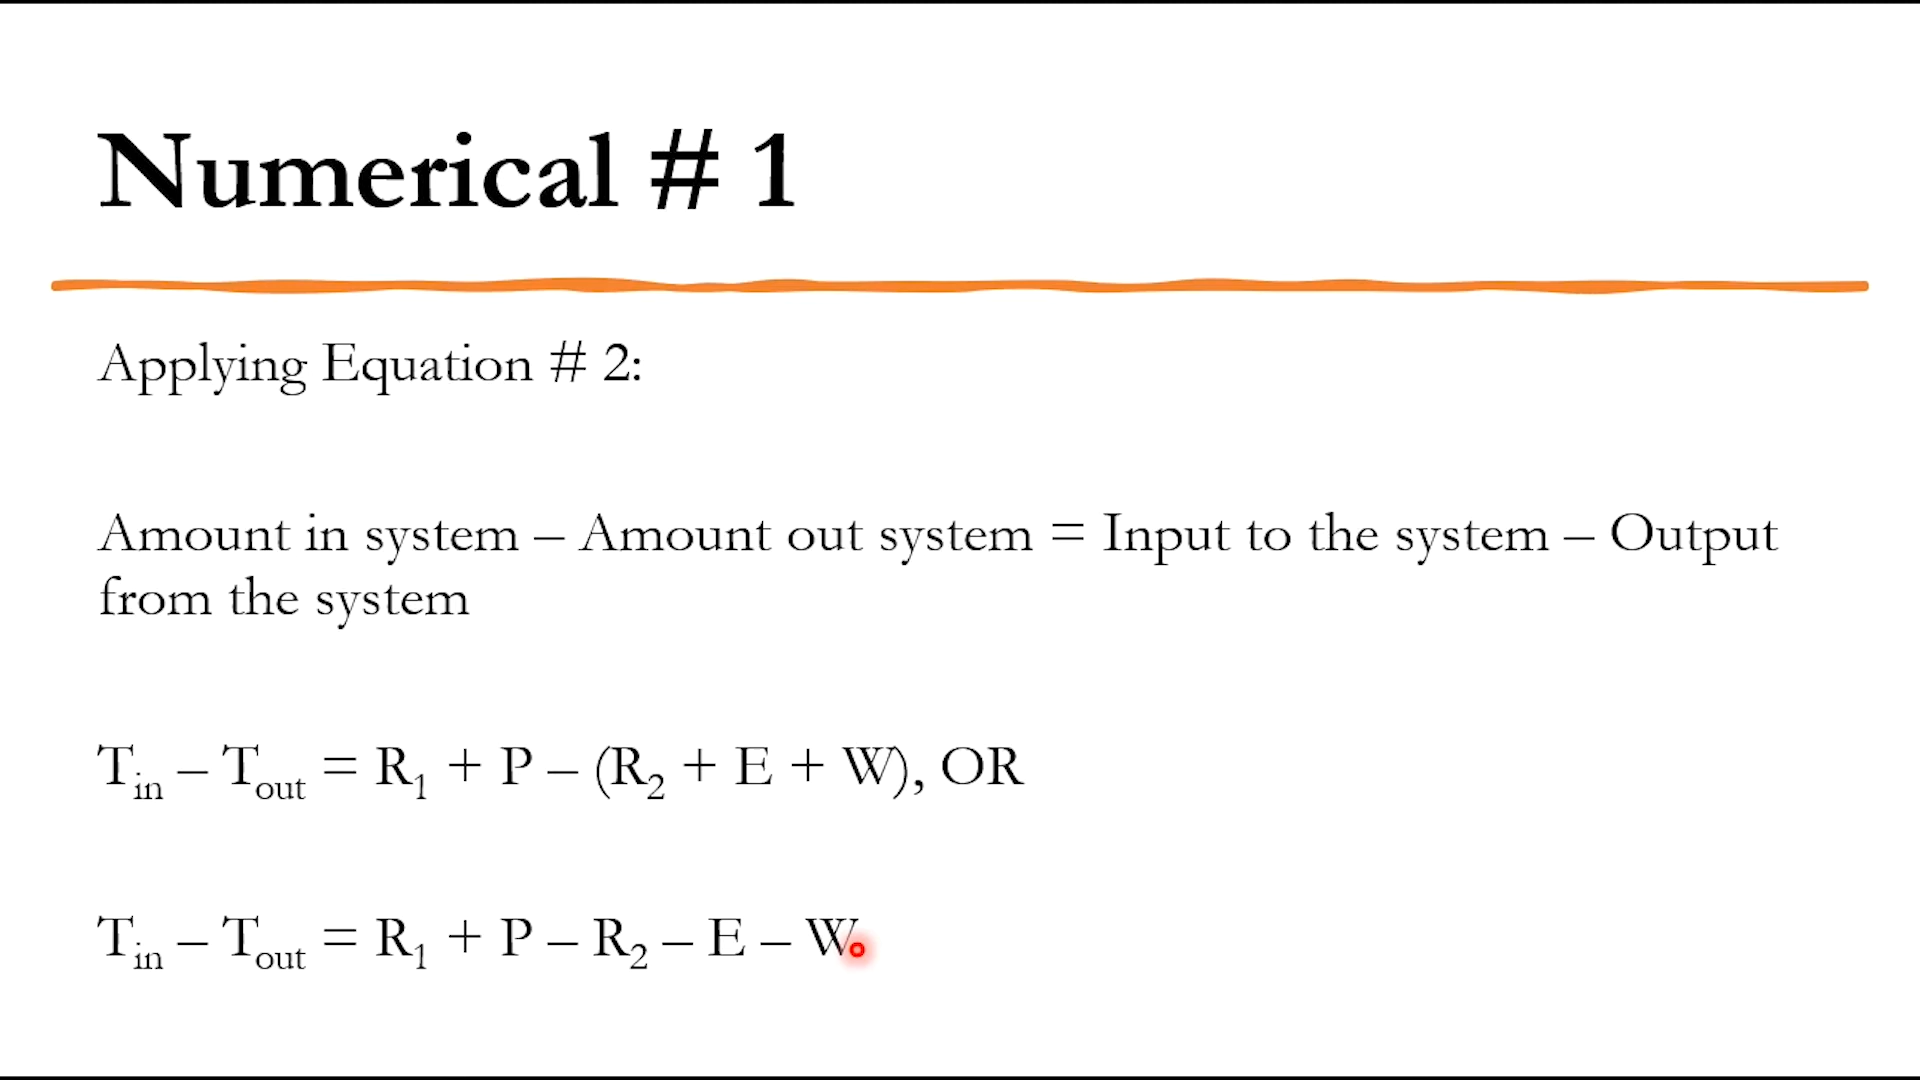 Numerical # 1
Applying Equation # 2:
Amount in system – Amount out system = Input to the system – Output
from the system
T_in – T_out = R_1 + P – (R_2 + E + W), OR
T_in – T_out = R_1 + P – R_2 – E – W